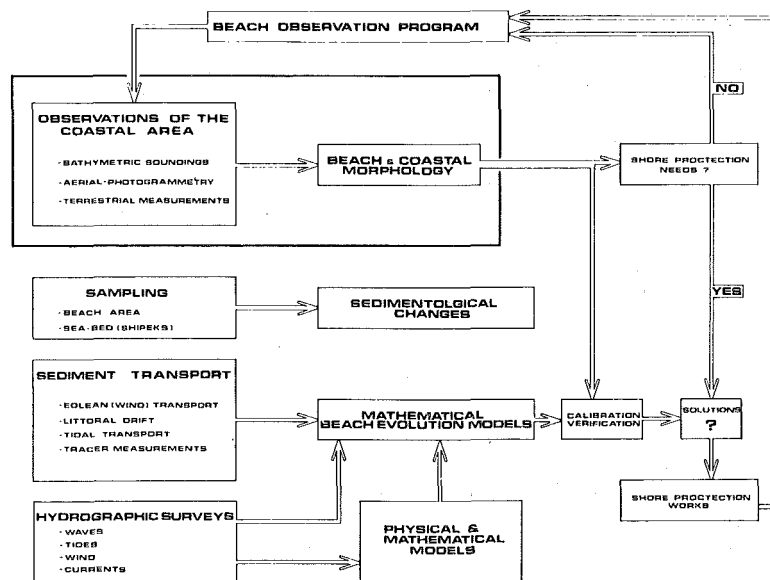 BEACH OBSERVATION PROGRAM
NO
OBSERVATIONS OF THE
COASTAL AREA
-BATHYMETRIC SOUNDINGS
-AERIAL-PHOTOGRAMMETRY
-TERRESTRIAL MEASUREMENTS
BEACH & COASTAL
MORPHOLOGY
SHORE PROCTECTION
NEEDS ?
YES
SAMPLING
-BEACH AREA
-SEA-BED (SHIPEKS)
SEDIMENTOLGICAL
CHANGES
SEDIMENT TRANSPORT
-EOLEAN (WIND) TRANSPORT
-LITTORAL DRIFT
-TIDAL TRANSPORT
-TRACER MEASUREMENTS
MATHEMATICAL
BEACH EVOLUTION MODELS
CALIBRATION
VERIFICATION
SOLUTIONS
?
HYDROGRAPHIC SURVEYS
-WAVES
-TIDES
-WIND
-CURRENTS
PHYSICAL &
MATHEMATICAL
MODELS
SHORE PROCTECTION
WORKS